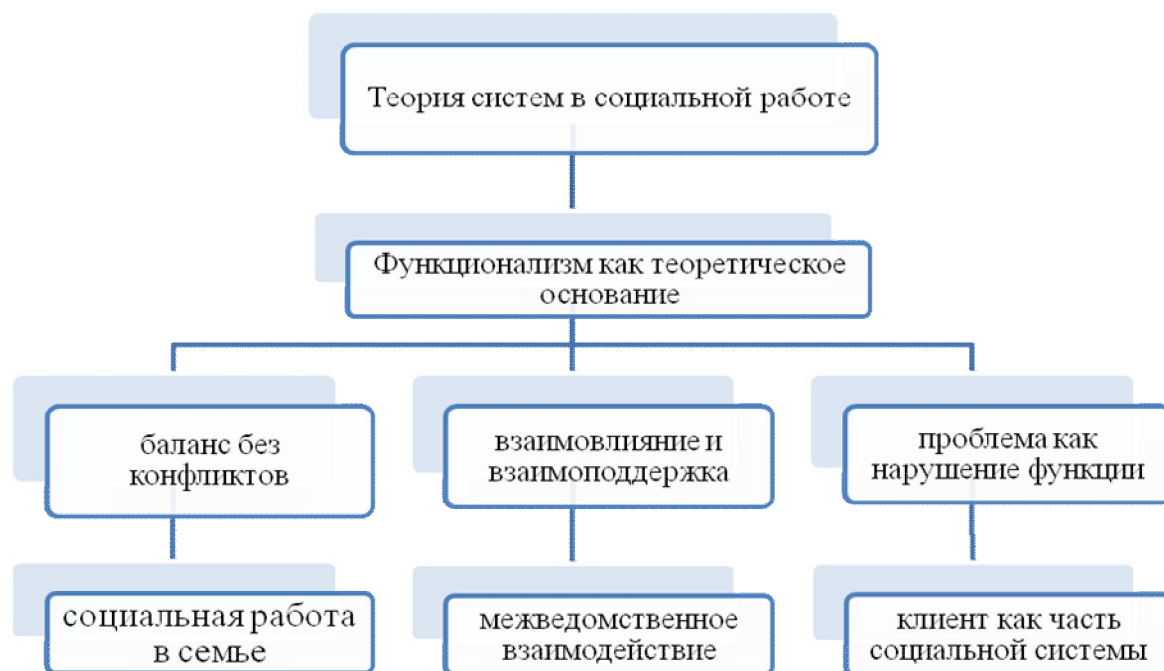 Теория систем в социальной работе
Функционализм как теоретическое
основание
баланс без
конфликтов
взаимовлияние и
взаимоподдержка
проблема как
нарушение функции
социальная работа
в семье
межведомственное
взаимодействие
клиент как часть
социальной системы